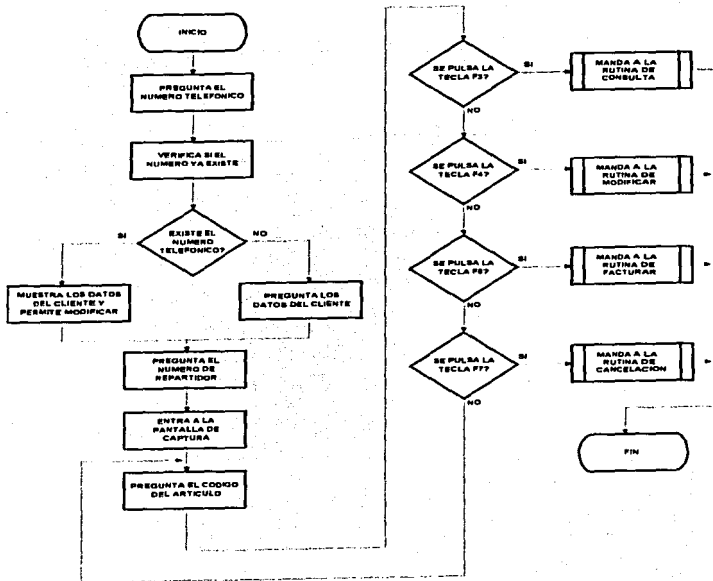 INICIO
PREGUNTA EL
NUMERO TELEFONICO
VERIFICA SI EL
NUMERO YA EXISTE
EXISTE EL
NUMERO
TELEFONICO?
SI
NO
MUESTRA LOS DATOS
DEL CLIENTE Y
PERMITE MODIFICAR
PREGUNTA LOS
DATOS DEL CLIENTE
PREGUNTA EL
NUMERO DE
REPARTIDOR
ENTRA A LA
PANTALLA DE
CAPTURA
PREGUNTA EL CODIGO
DEL ARTICULO
SE PULSA LA
TECLA F3?
SI
NO
MANDA A LA
RUTINA DE
CONSULTA
SE PULSA LA
TECLA F4?
SI
NO
MANDA A LA
RUTINA DE
MODIFICAR
SE PULSA LA
TECLA
SI
NO
MANDA A LA
RUTINA DE
FACTURAR
SE PULSA LA
TECLA F7?
SI
NO
MANDA A LA
RUTINA DE
CANCELACION
FIN